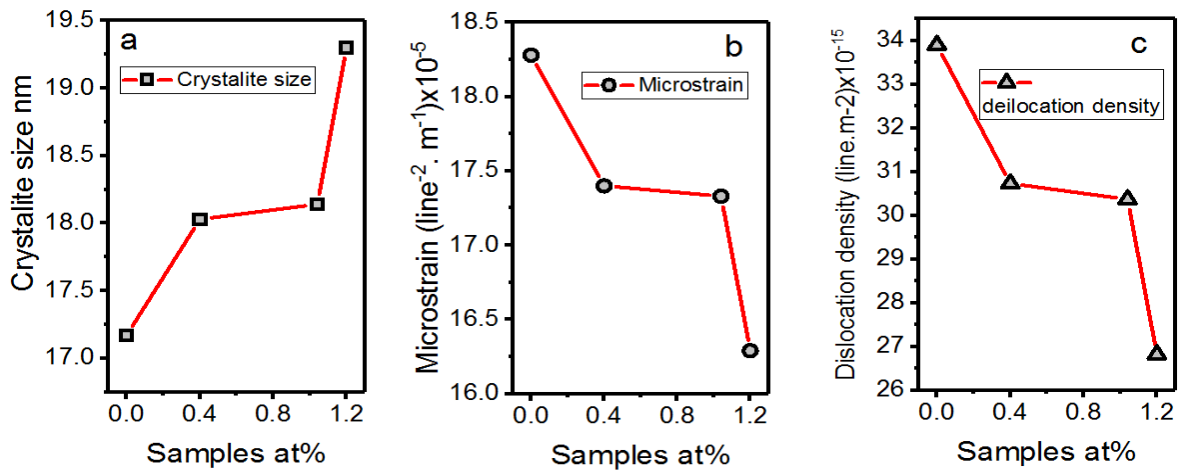 a
Crystalite size
Crystalite size nm
19.5
19.0
18.5
18.0
17.5
17.0
0.0 0.4 0.8 1.2
Samples at%
b
Microstrain
Microstrain (line⁻². m⁻¹)x10⁻⁵
18.5
18.0
17.5
17.0
16.5
16.0
0.0 0.4 0.8 1.2
Samples at%
c
deilocation density
Dislocation density (line.m-2)x10⁻¹⁵
34
33
32
31
30
29
28
27
26
0.0 0.4 0.8 1.2
Samples at%